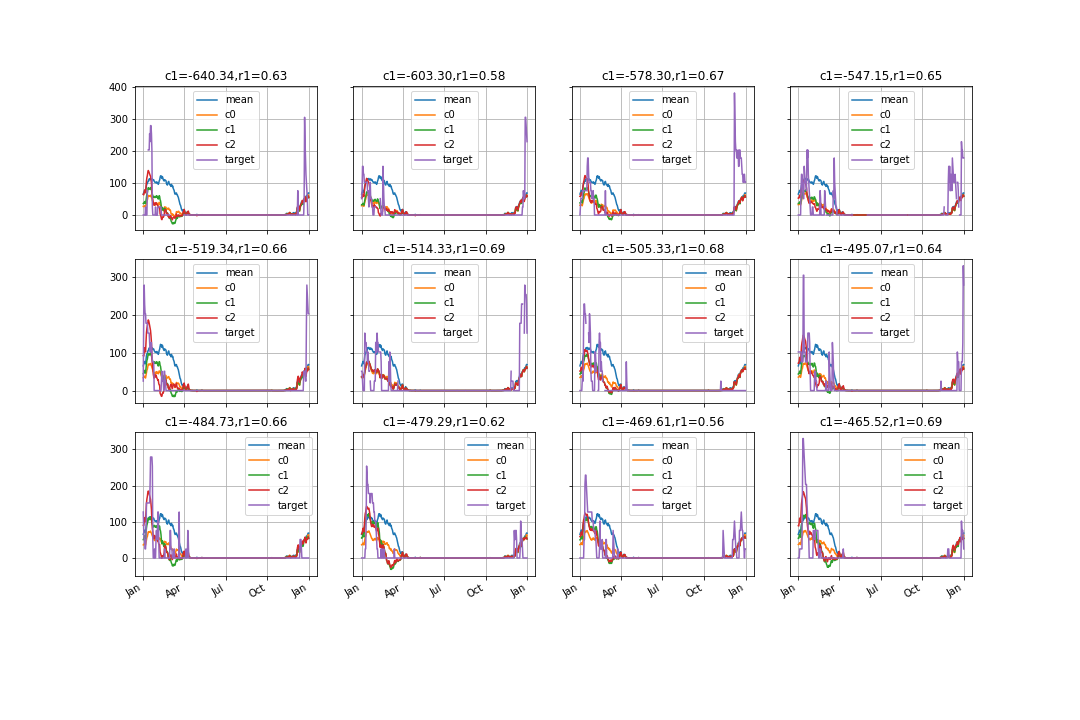 c1=-640.34,r1=0.63 c1=-603.30,r1=0.58 c1=-578.30,r1=0.67 c1=-547.15,r1=0.65
400
300
200
100
0
mean mean mean mean
c0 c0 c0 c0
c1 c1 c1 c1
c2 c2 c2 c2
target target target target
c1=-519.34,r1=0.66 c1=-514.33,r1=0.69 c1=-505.33,r1=0.68 c1=-495.07,r1=0.64
300
200
100
0
mean mean mean mean
c0 c0 c0 c0
c1 c1 c1 c1
c2 c2 c2 c2
target target target target
c1=-484.73,r1=0.66 c1=-479.29,r1=0.62 c1=-469.61,r1=0.56 c1=-465.52,r1=0.69
300
200
100
0
mean mean mean mean
c0 c0 c0 c0
c1 c1 c1 c1
c2 c2 c2 c2
target target target target
Jan Apr Jul Oct Jan Jan Apr Jul Oct Jan Jan Apr Jul Oct Jan Jan Apr Jul Oct Jan